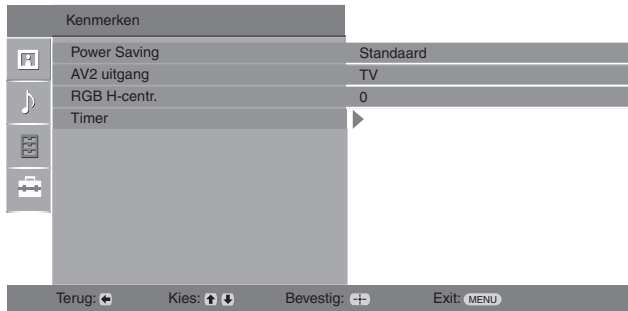 Kenmerken
Power Saving Standaard
AV2 uitgang TV
RGB H-centr. 0
Timer
Terug: Kies: Bevestig: Exit: MENU